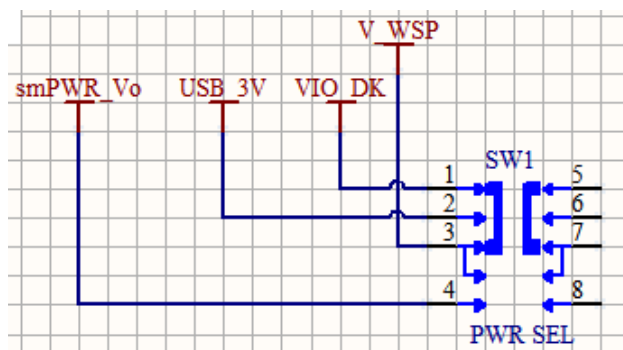 V_WSP
smPWR_Vo USB_3V VIO_DK
SW1
1 5
2 6
3 7
4 8
PWR SEL